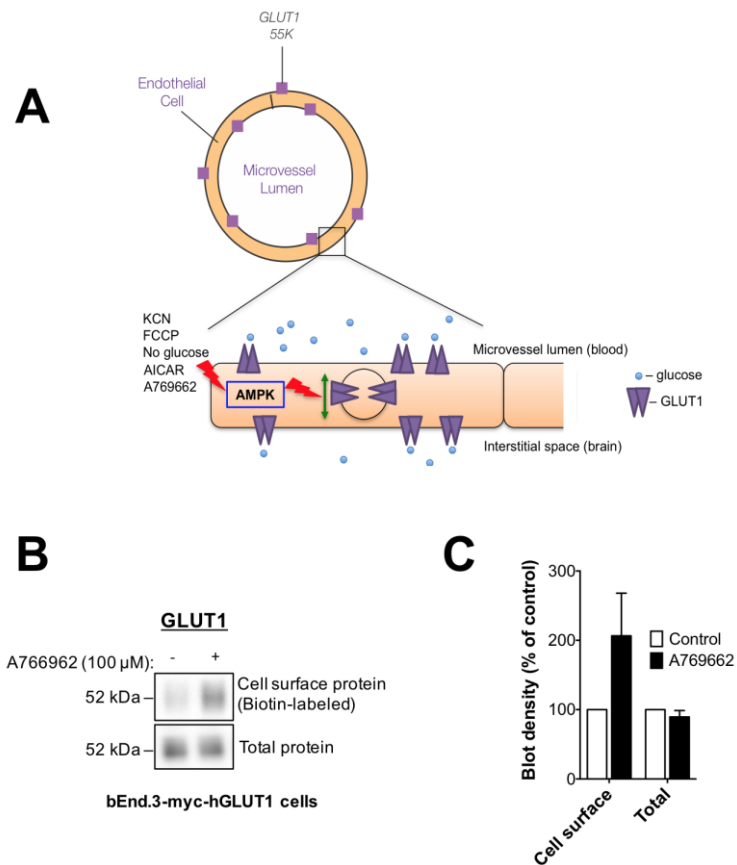 A
GLUT1
55K
Endothelial
Cell
Microvessel
Lumen
KCN
FCCP
No glucose
AICAR
A769662
AMPK
Microvessel lumen (blood)
Interstitial space (brain)
– glucose
– GLUT1
B
GLUT1
A766962 (100 µM): - +
52 kDa –
Cell surface protein
(Biotin-labeled)
52 kDa –
Total protein
bEnd.3-myc-hGLUT1 cells
C
Blot density (% of control)
300
200
100
0
Control
A769662
Cell surface
Total